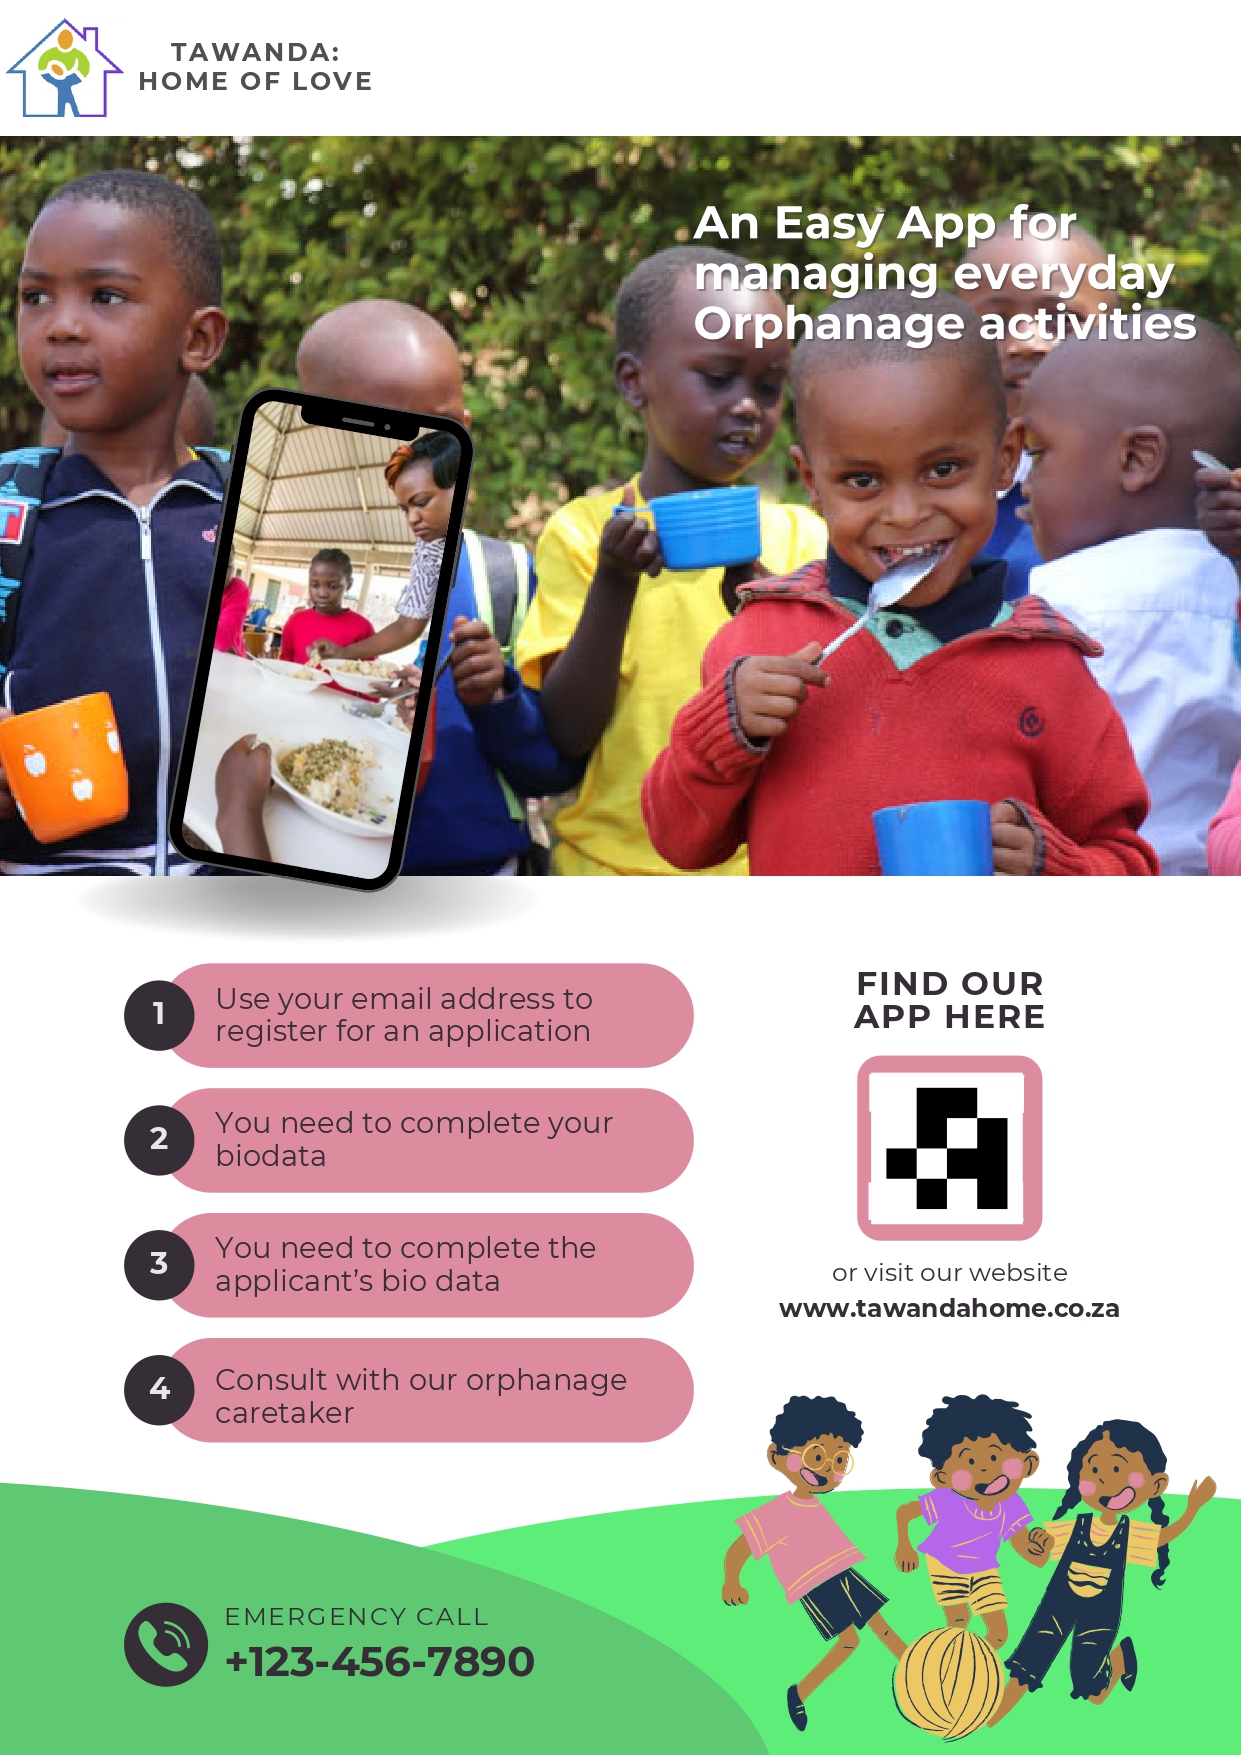 TAWANDA:
HOME OF LOVE
An Easy App for
managing everyday
Orphanage activities
1
Use your email address to
register for an application
2
You need to complete your
biodata
3
You need to complete the
applicant's bio data
4
Consult with our orphanage
caretaker
FIND OUR
APP HERE
or visit our website
www.tawandahome.co.za
EMERGENCY CALL
+123-456-7890